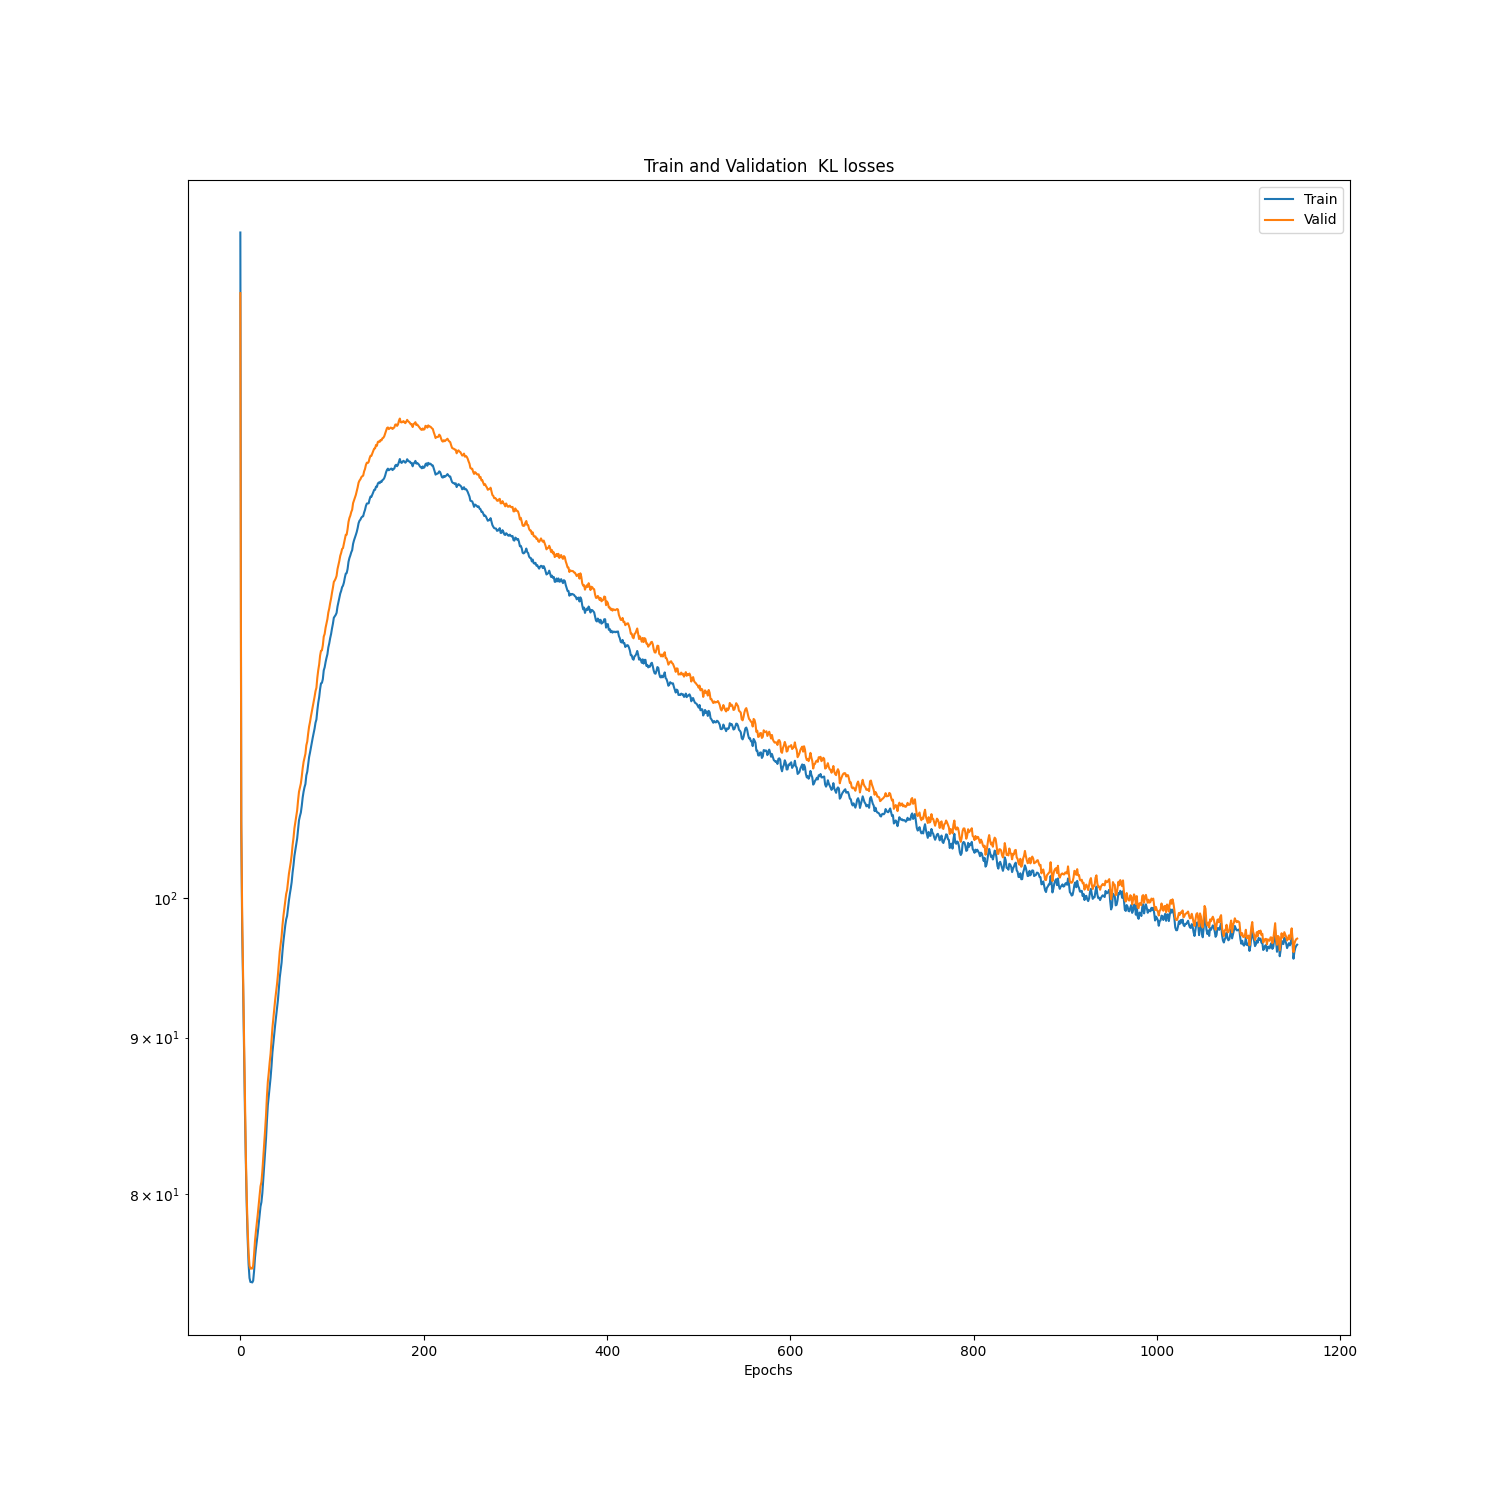 Train and Validation  KL losses
Train
Valid
10²
9 × 10¹
8 × 10¹
0 200 400 600 800 1000 1200
Epochs